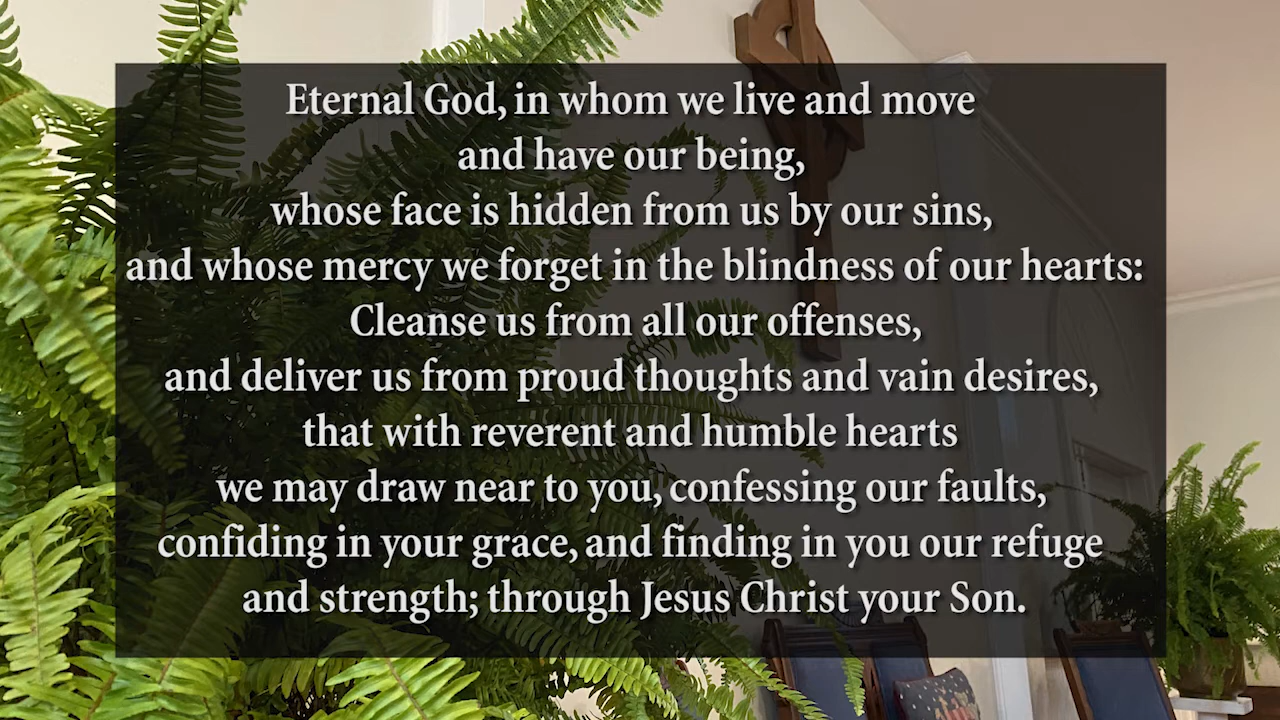 Eternal God, in whom we live and move
and have our being,
whose face is hidden from us by our sins,
and whose mercy we forget in the blindness of our hearts:
Cleanse us from all our offenses,
and deliver us from proud thoughts and vain desires,
that with reverent and humble hearts
we may draw near to you, confessing our faults,
confiding in your grace, and finding in you our refuge
and strength; through Jesus Christ your Son.